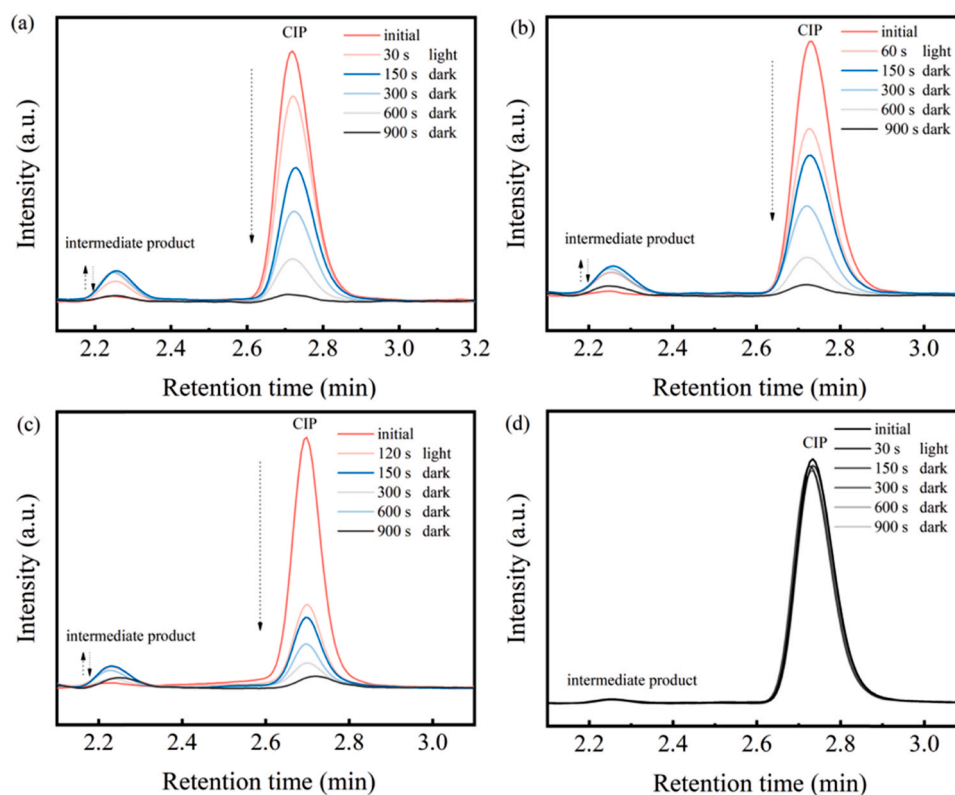 (a)
CIP
initial
30 s light
150 s dark
300 s dark
600 s dark
900 s dark
intermediate product
Intensity (a.u.)
2.2 2.4 2.6 2.8 3.0 3.2
Retention time (min)
(b)
CIP
initial
60 s light
150 s dark
300 s dark
600 s dark
900 s dark
intermediate product
Intensity (a.u.)
2.2 2.4 2.6 2.8 3.0
Retention time (min)
(c)
CIP
initial
120 s light
150 s dark
300 s dark
600 s dark
900 s dark
intermediate product
Intensity (a.u.)
2.2 2.4 2.6 2.8 3.0
Retention time (min)
(d)
CIP
initial
30 s light
150 s dark
300 s dark
600 s dark
900 s dark
intermediate product
Intensity (a.u.)
2.2 2.4 2.6 2.8 3.0
Retention time (min)